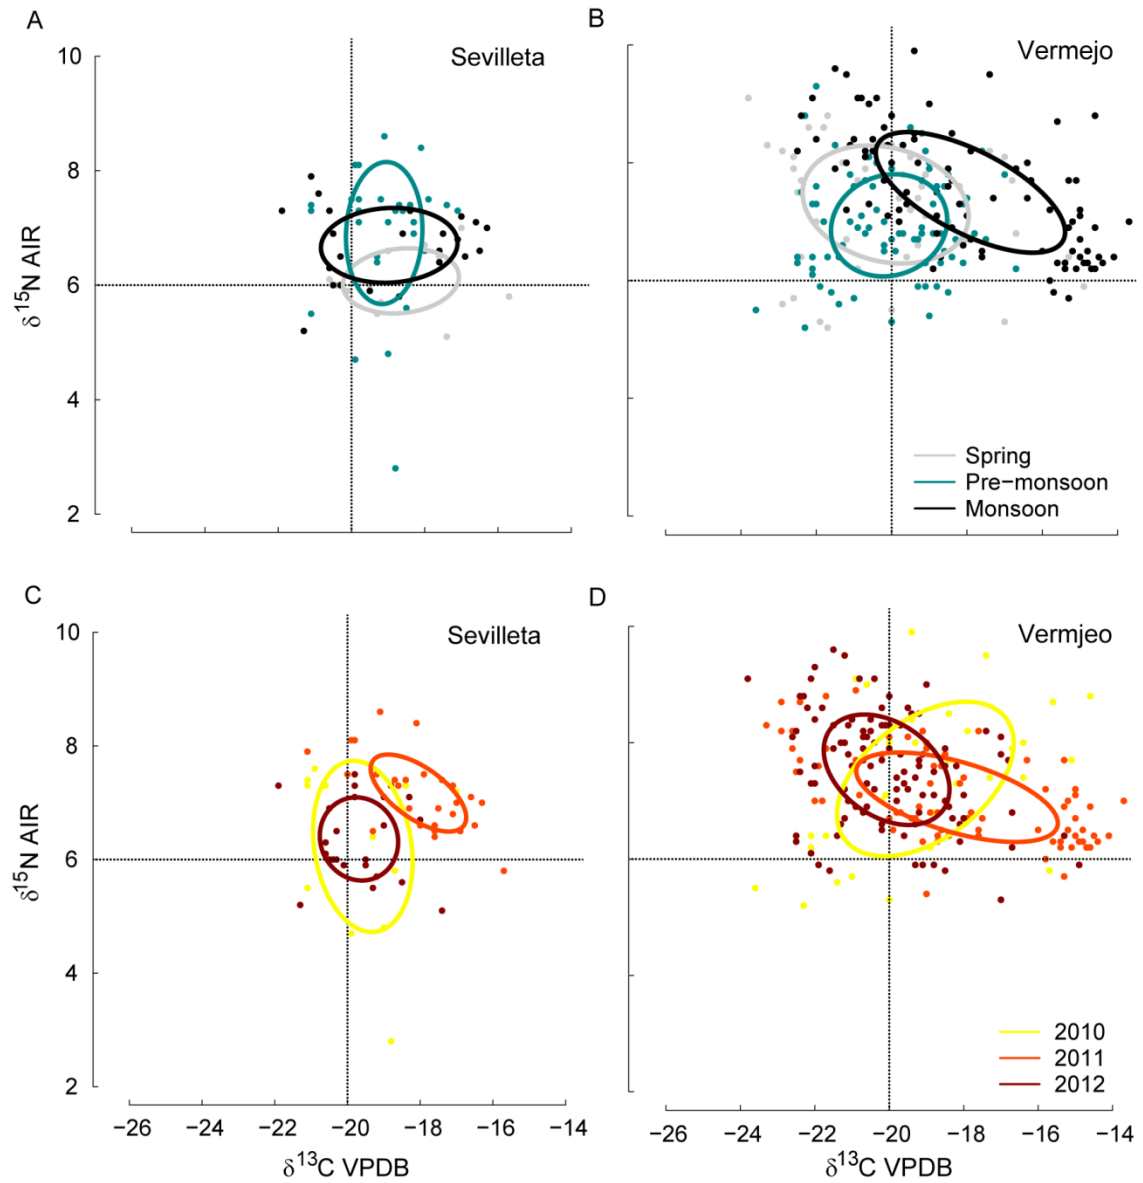 A
Sevilleta
10
8
6
4
2
δ¹⁵N AIR
B
Vermejo
Spring
Pre−monsoon
Monsoon
C
Sevilleta
10
8
6
4
2
δ¹⁵N AIR
−26 −24 −22 −20 −18 −16 −14
δ¹³C VPDB
D
Vermjeo
2010
2011
2012
−26 −24 −22 −20 −18 −16 −14
δ¹³C VPDB